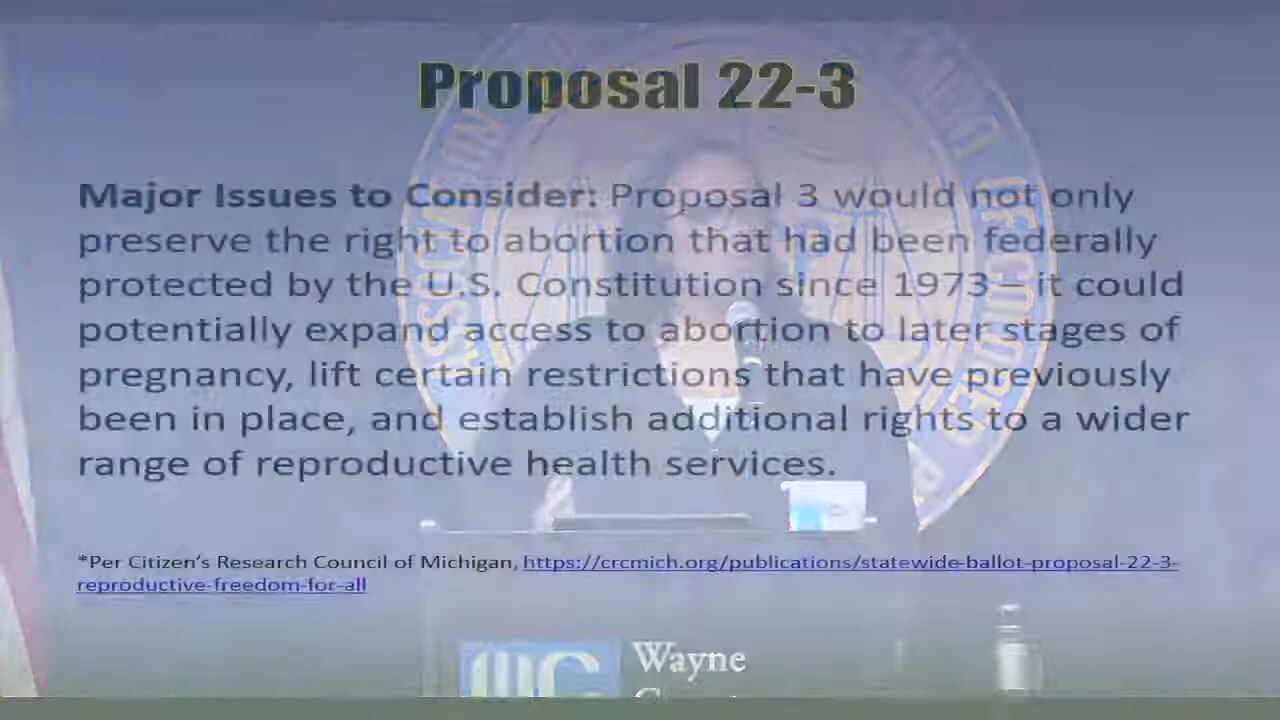 Proposal 22-3
Major Issues to Consider: Proposal 3 would not only
preserve the right to abortion that had been federally
protected by the U.S. Constitution since 1973 – it could
potentially expand access to abortion to later stages of
pregnancy, lift certain restrictions that have previously
been in place, and establish additional rights to a wider
range of reproductive health services.
*Per Citizen's Research Council of Michigan, https://crcmich.org/publications/statewide-ballot-proposal-22-3-
reproductive-freedom-for-all
Wayne